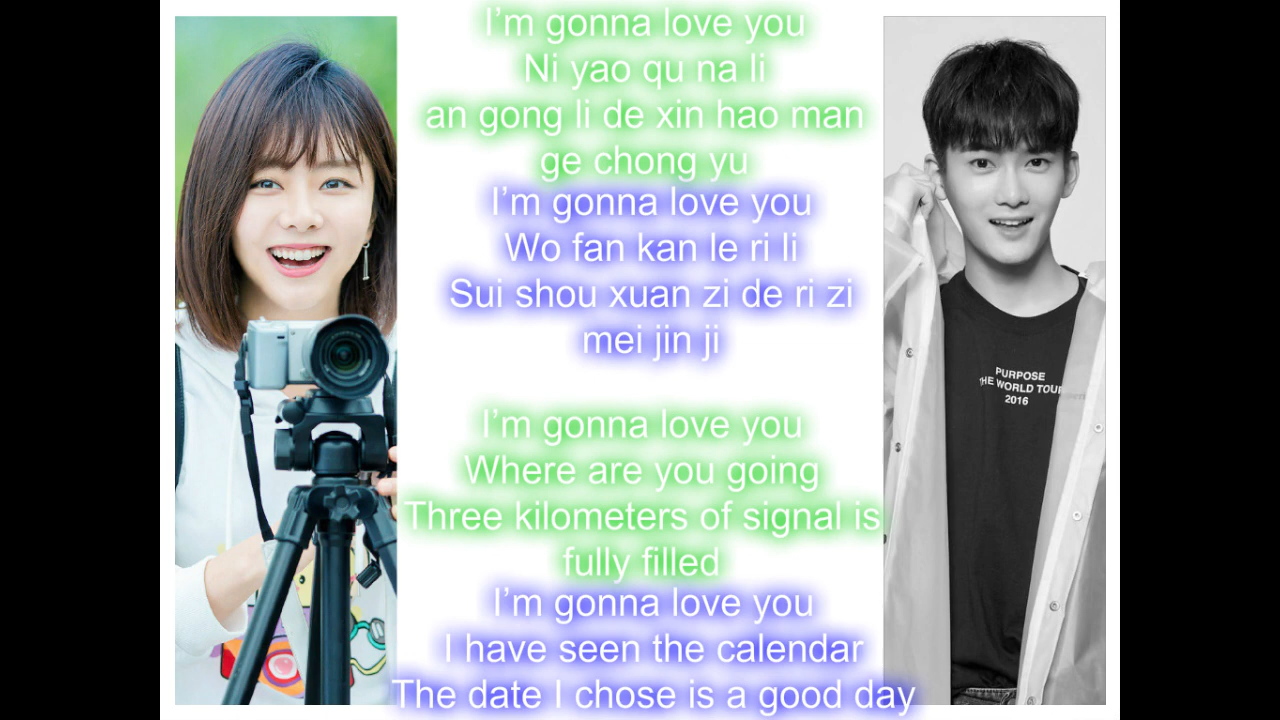 I’m gonna love you
Ni yao qu na li
an gong li de xin hao man
ge chong yu
I’m gonna love you
Wo fan kan le ri li
Sui shou xuan zi de ri zi
mei jin ji
I’m gonna love you
Where are you going
Three kilometers of signal is
fully filled
I’m gonna love you
I have seen the calendar
The date I chose is a good day
PURPOSE
THE WORLD TOUR
2016